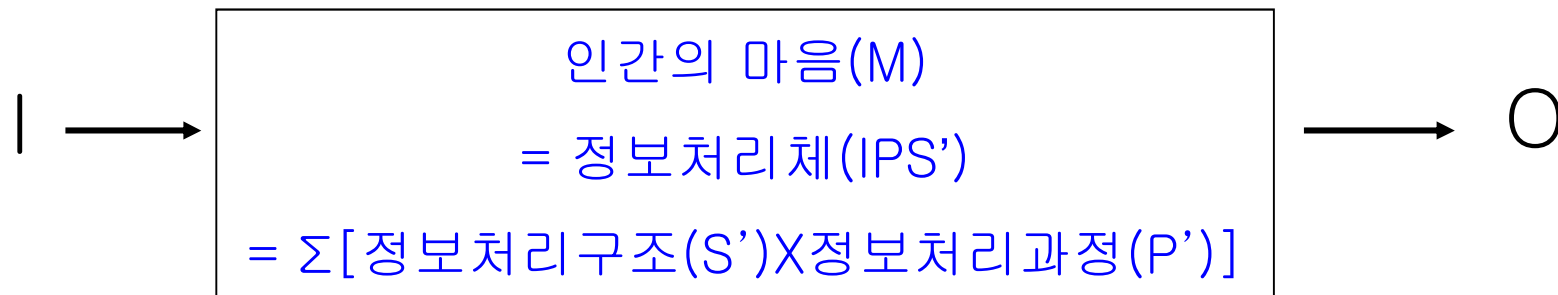 인간의 마음(M)
I
= 정보처리체(IPS’)
O
= Σ[정보처리구조(S’)X정보처리과정(P’)]